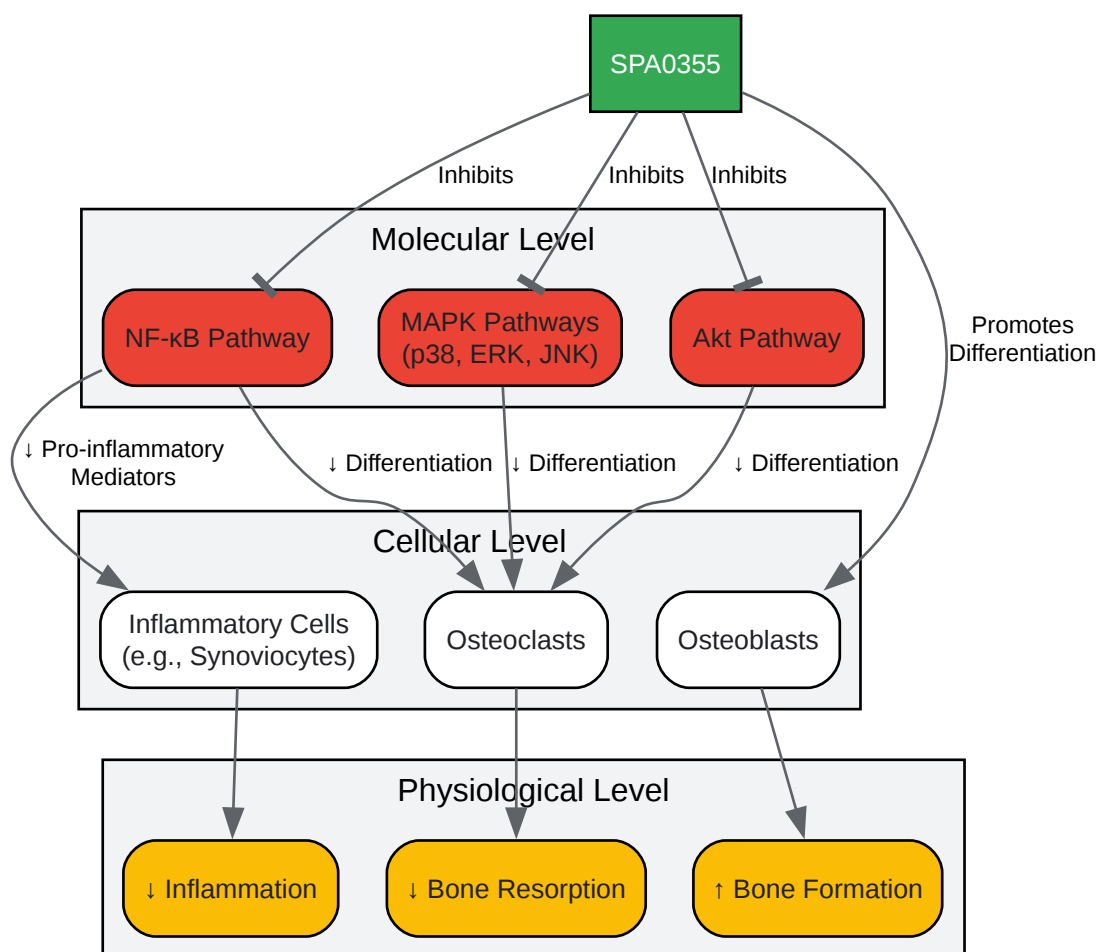 SPA0355
Inhibits
Inhibits
Inhibits
Molecular Level
NF-κB Pathway
MAPK Pathways
(p38, ERK, JNK)
Akt Pathway
Promotes
Differentiation
↓ Pro-inflammatory
Mediators
↓ Differentiation
↓ Differentiation
↓ Differentiation
Cellular Level
Inflammatory Cells
(e.g., Synoviocytes)
Osteoclasts
Osteoblasts
Physiological Level
↓ Inflammation
↓ Bone Resorption
↑ Bone Formation